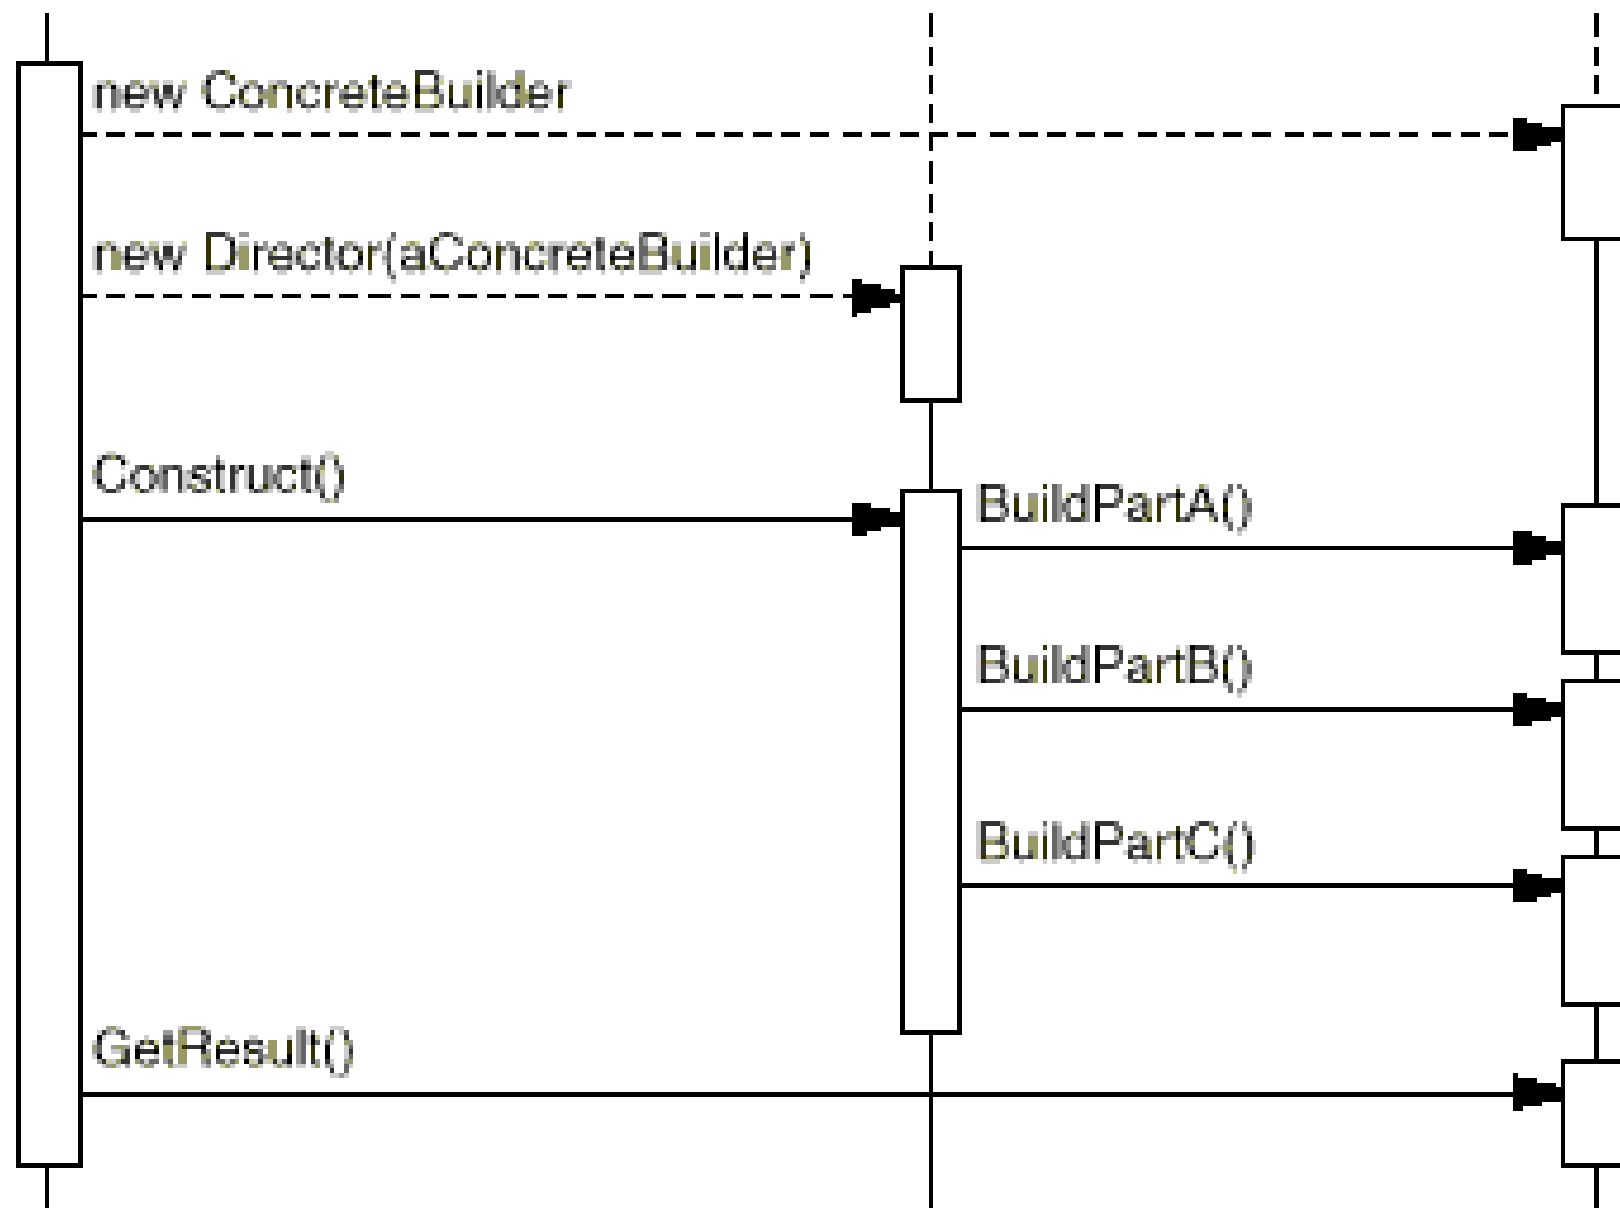 new ConcreteBuilder
new Director(aConcreteBuilder)
Construct()
BuildPartA()
BuildPartB()
BuildPartC()
GetResult()